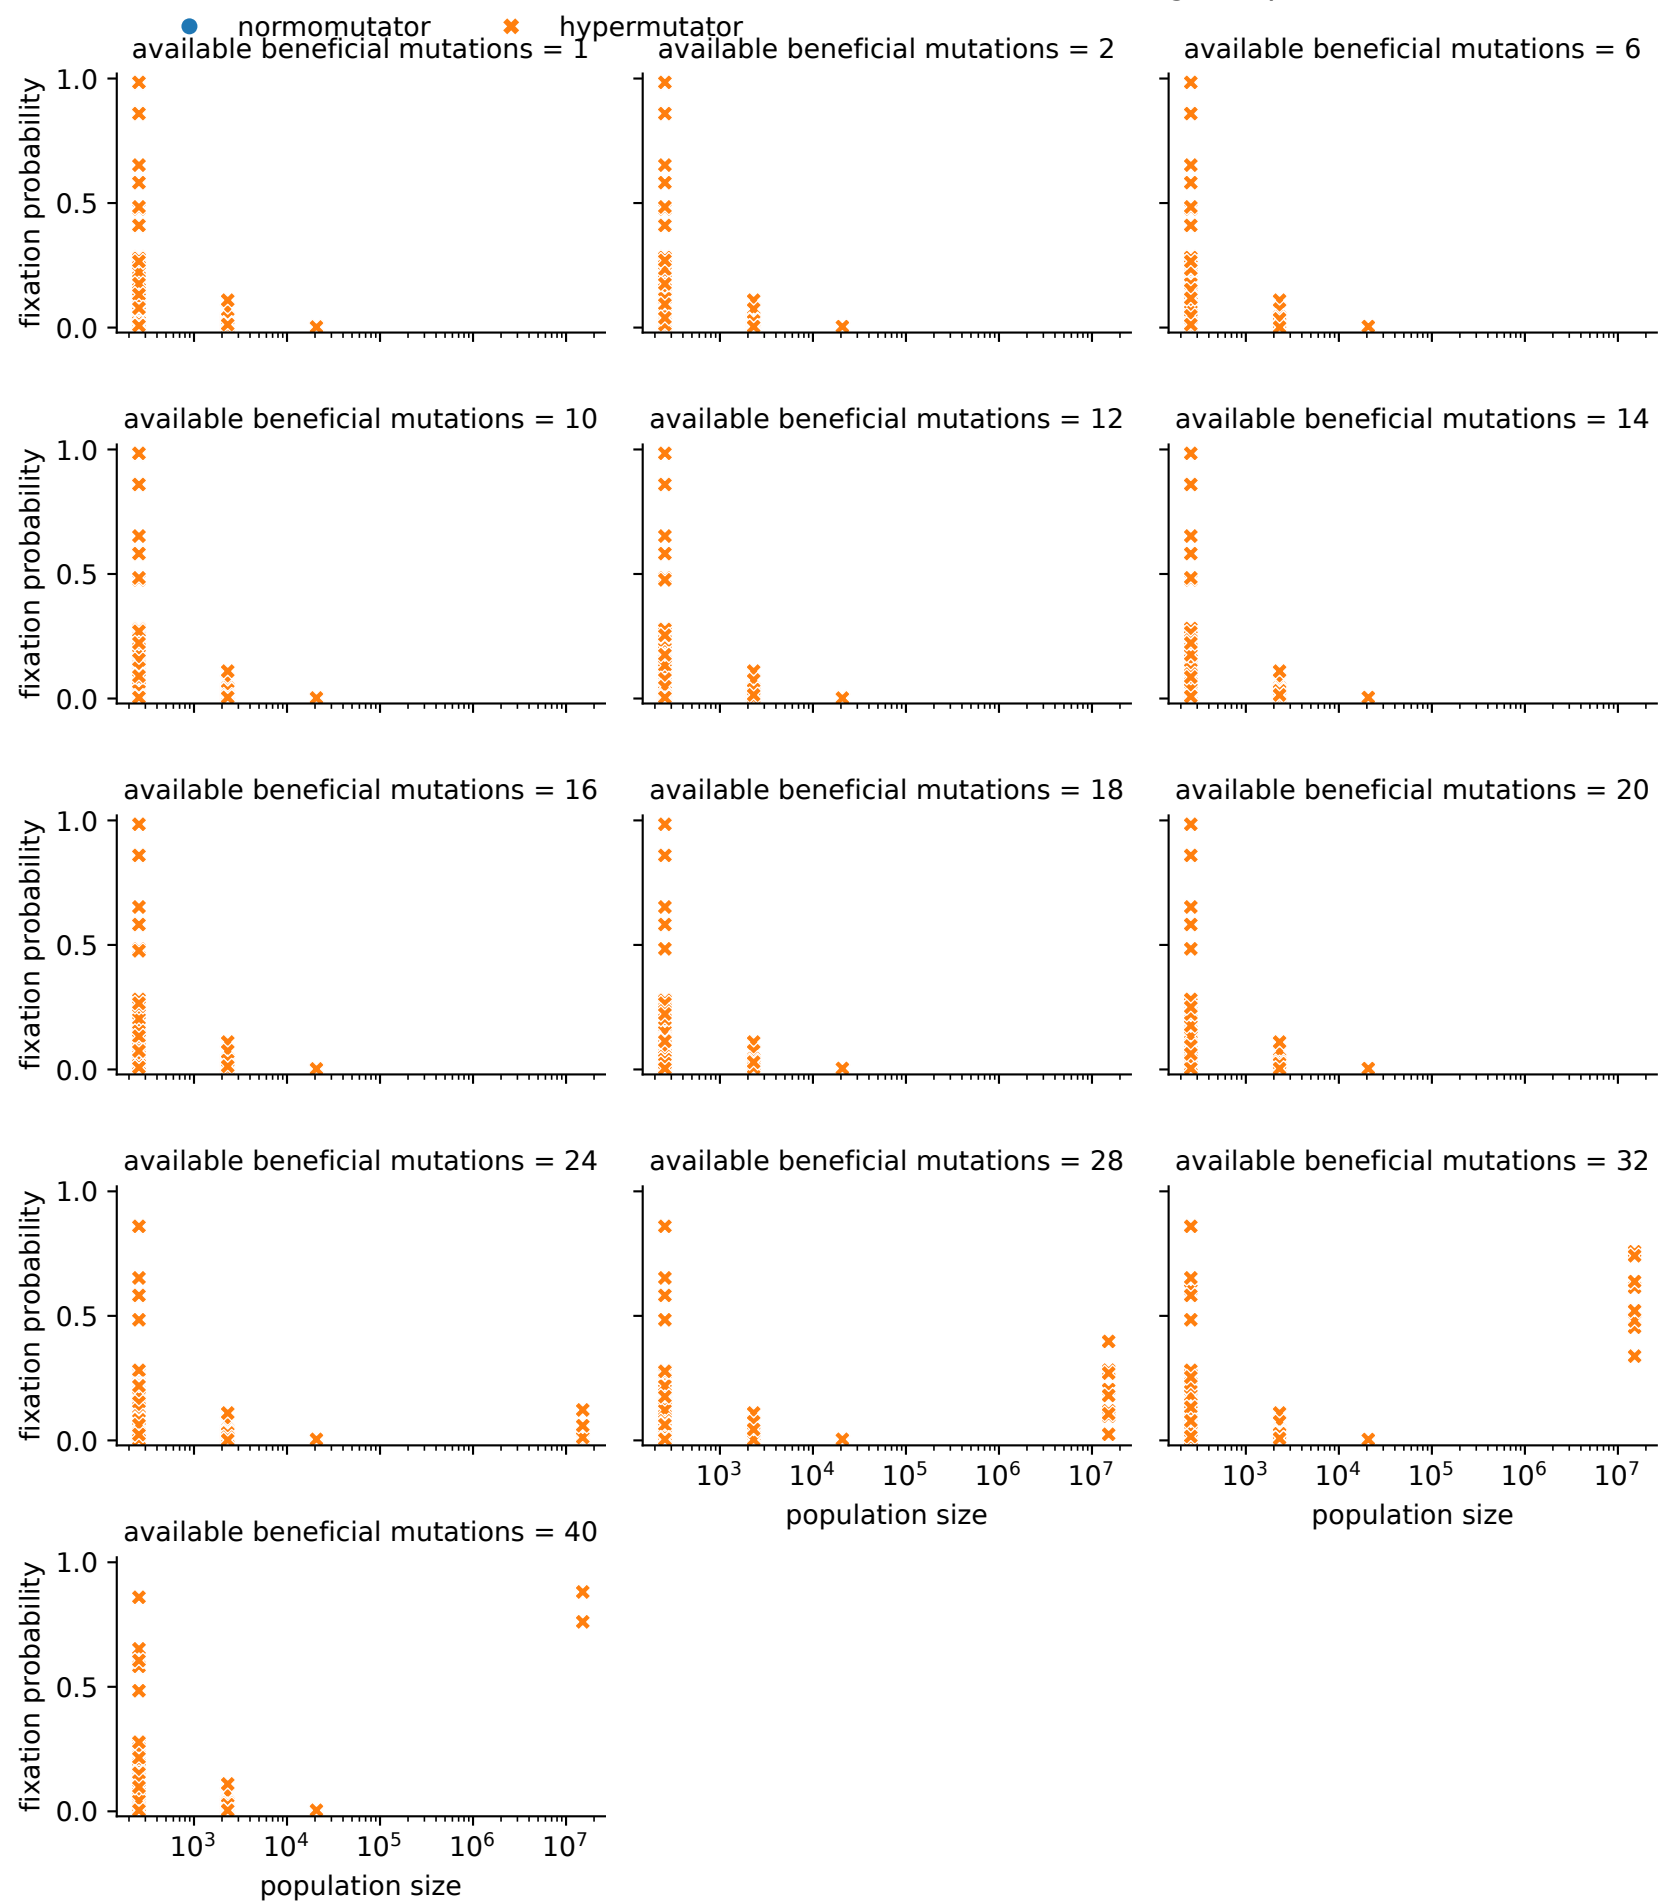 normomutator hypermutator
available beneficial mutations = 1 available beneficial mutations = 2 available beneficial mutations = 6
fixation probability
1.0
0.5
0.0
available beneficial mutations = 10 available beneficial mutations = 12 available beneficial mutations = 14
fixation probability
1.0
0.5
0.0
available beneficial mutations = 16 available beneficial mutations = 18 available beneficial mutations = 20
fixation probability
1.0
0.5
0.0
available beneficial mutations = 24 available beneficial mutations = 28 available beneficial mutations = 32
fixation probability
1.0
0.5
0.0
10³ 10⁴ 10⁵ 10⁶ 10⁷ 10³ 10⁴ 10⁵ 10⁶ 10⁷
population size population size
available beneficial mutations = 40
fixation probability
1.0
0.5
0.0
10³ 10⁴ 10⁵ 10⁶ 10⁷
population size